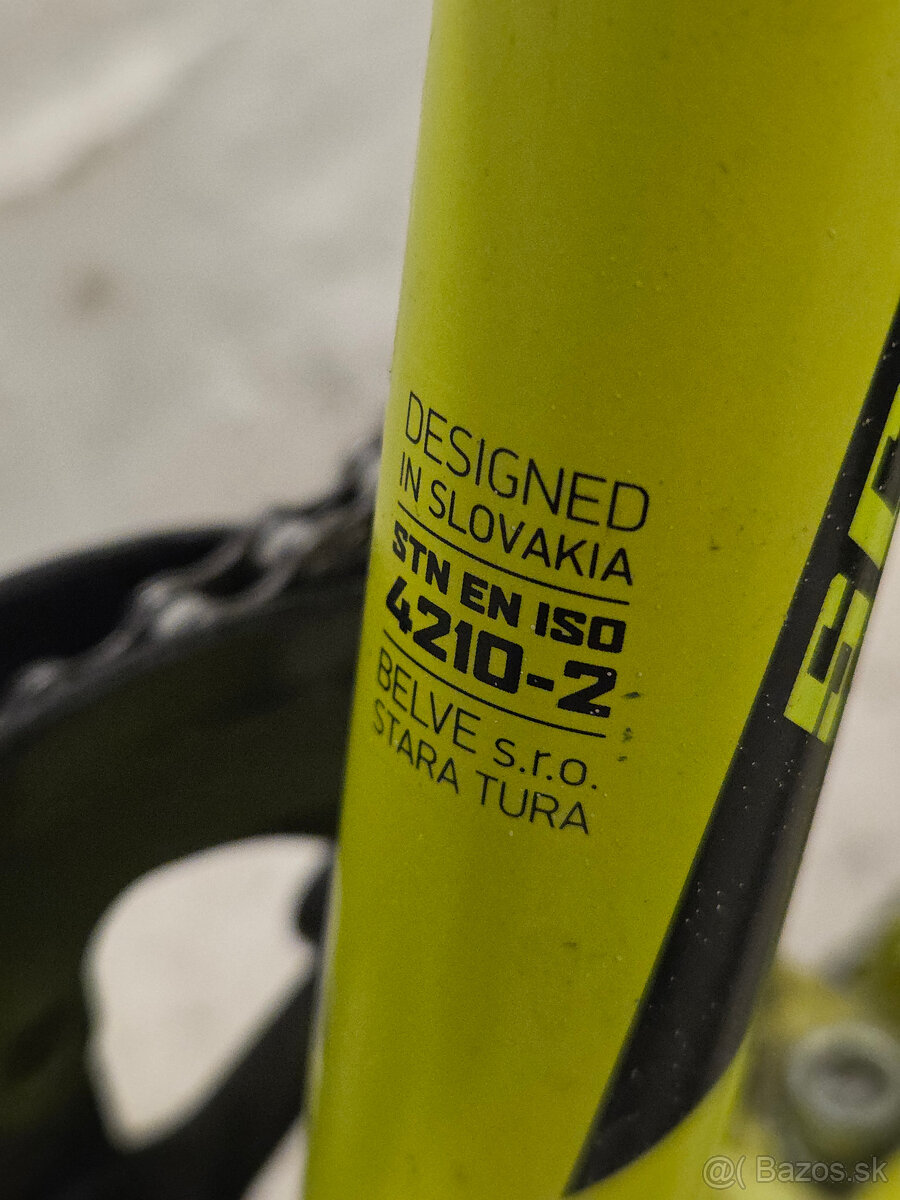 DESIGNED
IN SLOVAKIA
STN EN ISO
4210-2
BELVE s.r.o.
STARA TURA
@( Bazos.sk